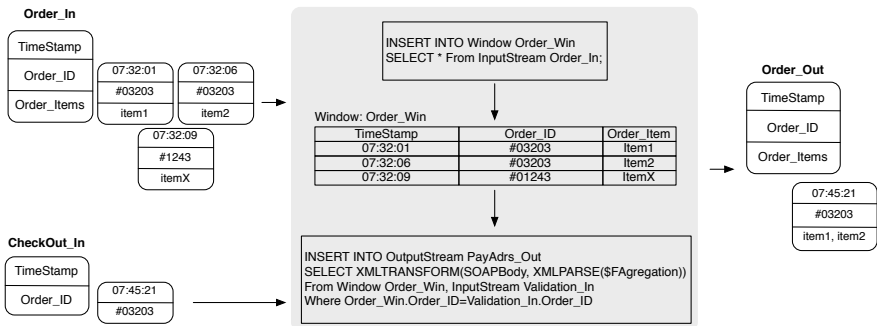 Order_In
TimeStamp
Order_ID
Order_Items
07:32:01
#03203
item1
07:32:06
#03203
item2
07:32:09
#1243
itemX
CheckOut_In
TimeStamp
Order_ID
07:45:21
#03203
INSERT INTO Window Order_Win
SELECT * From InputStream Order_In;
Window: Order_Win
TimeStamp Order_ID Order_Item
07:32:01 #03203 Item1
07:32:06 #03203 Item2
07:32:09 #01243 ItemX
INSERT INTO OutputStream PayAdrs_Out
SELECT XMLTRANSFORM(SOAPBody, XMLPARSE($FAgregation))
From Window Order_Win, InputStream Validation_In
Where Order_Win.Order_ID=Validation_In.Order_ID
Order_Out
TimeStamp
Order_ID
Order_Items
07:45:21
#03203
item1, item2